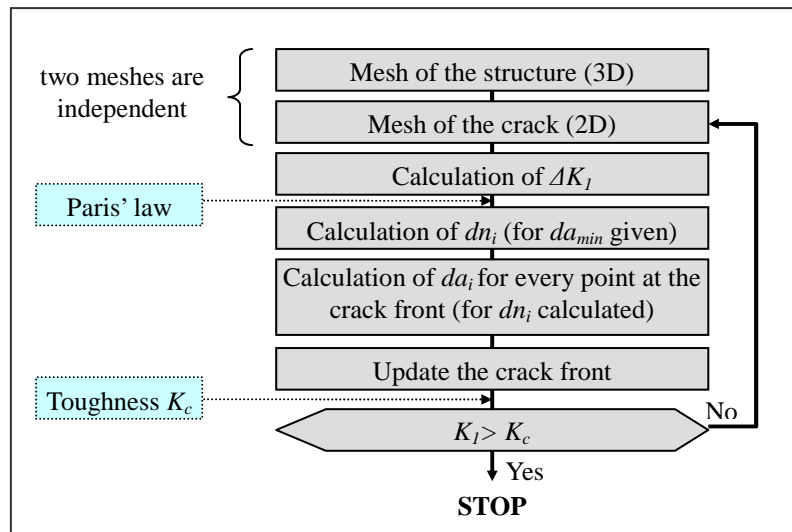 two meshes are
independent
Mesh of the structure (3D)
Mesh of the crack (2D)
Calculation of ΔK₁
Paris’ law
Calculation of dnᵢ (for daₘᵢₙ given)
Calculation of daᵢ for every point at the
crack front (for dnᵢ calculated)
Update the crack front
Toughness K_c
No
K₁> K_c
Yes
STOP